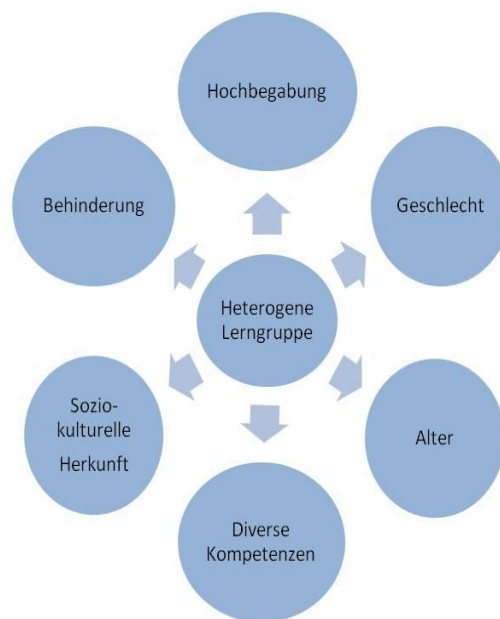 Hochbegabung
Behinderung
Geschlecht
Heterogene
Lerngruppe
Sozio-
kulturelle
Herkunft
Alter
Diverse
Kompetenzen